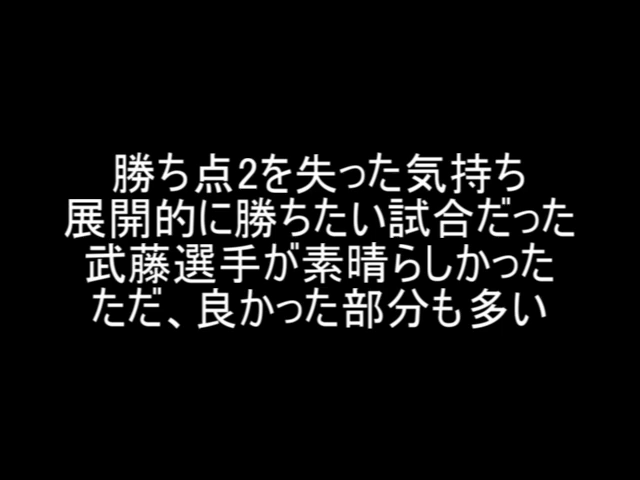 勝ち点2を失った気持ち
展開的に勝ちたい試合だった
武藤選手が素晴らしかった
ただ、良かった部分も多い